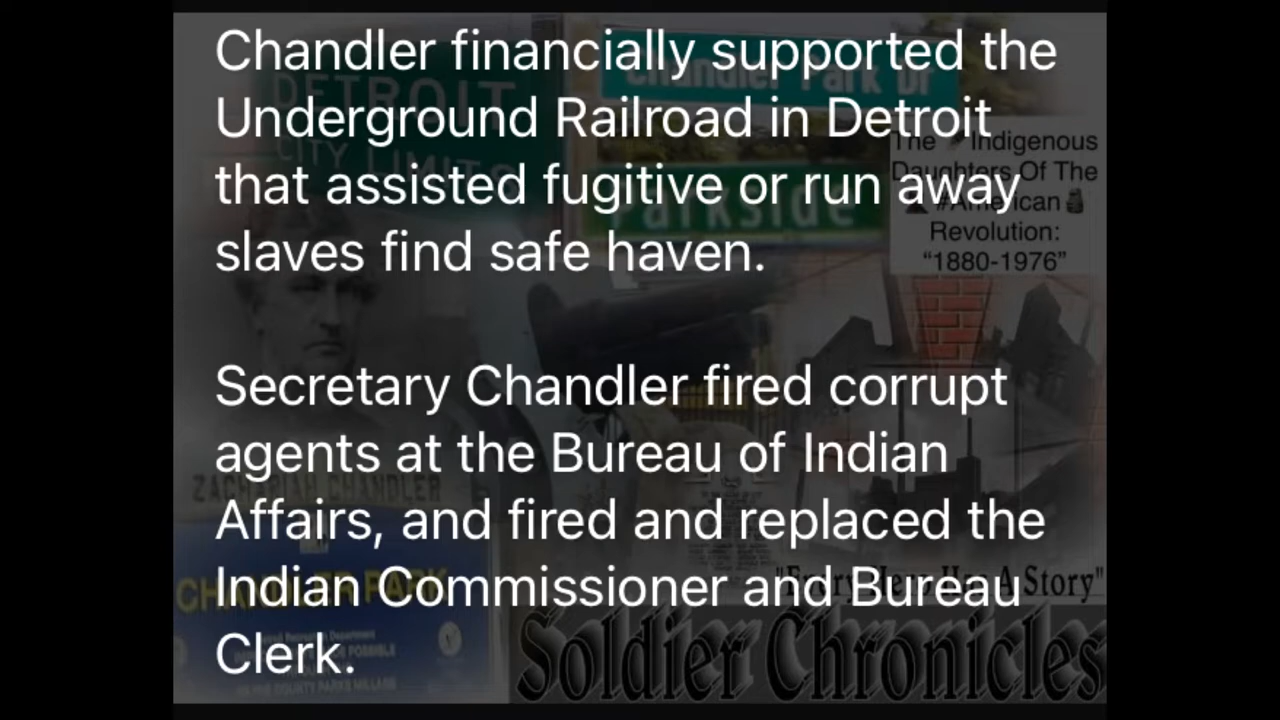 Chandler financially supported the
Underground Railroad in Detroit
that assisted fugitive or run away
slaves find safe haven.
Secretary Chandler fired corrupt
agents at the Bureau of Indian
Affairs, and fired and replaced the
Indian Commissioner and Bureau
Clerk.
DETROIT
CITY LIMITS
Chandler Park Dr
Parkside
The Indigenous
Daughters Of The
#American
Revolution:
“1880-1976”
ZACHARIAH CHANDLER
CHANDLER PARK
"Every Hero Has A Story"
Soldier Chronicles